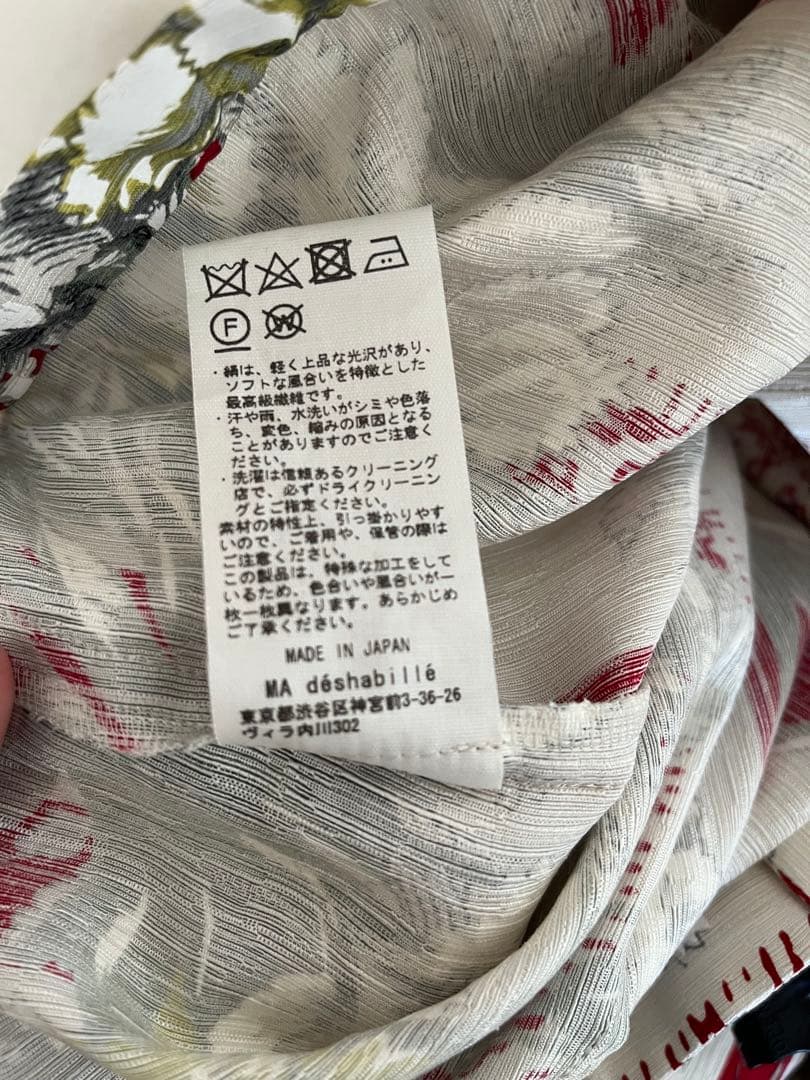 F W
・絹は、軽く上品な光沢があり、
ソフトな風合いを特徴とした
最高級繊維です。
・汗や雨、水洗いがシミや色落
ち、変色、縮みの原因となる
ことがありますのでご注意く
ださい。
・洗濯は信頼あるクリーニング
店で、必ずドライクリーニン
グとご指定ください。
素材の特性上、引っ掛かりやす
いので、ご着用や、保管の際は
ご注意ください。
この製品は、特殊な加工をして
いるため、色合いや風合いが一
枚一枚異なります。あらかじめ
ご了承ください。
MADE IN JAPAN
MA déshabillé
東京都渋谷区神宮前3-36-26
ヴィラ内川302